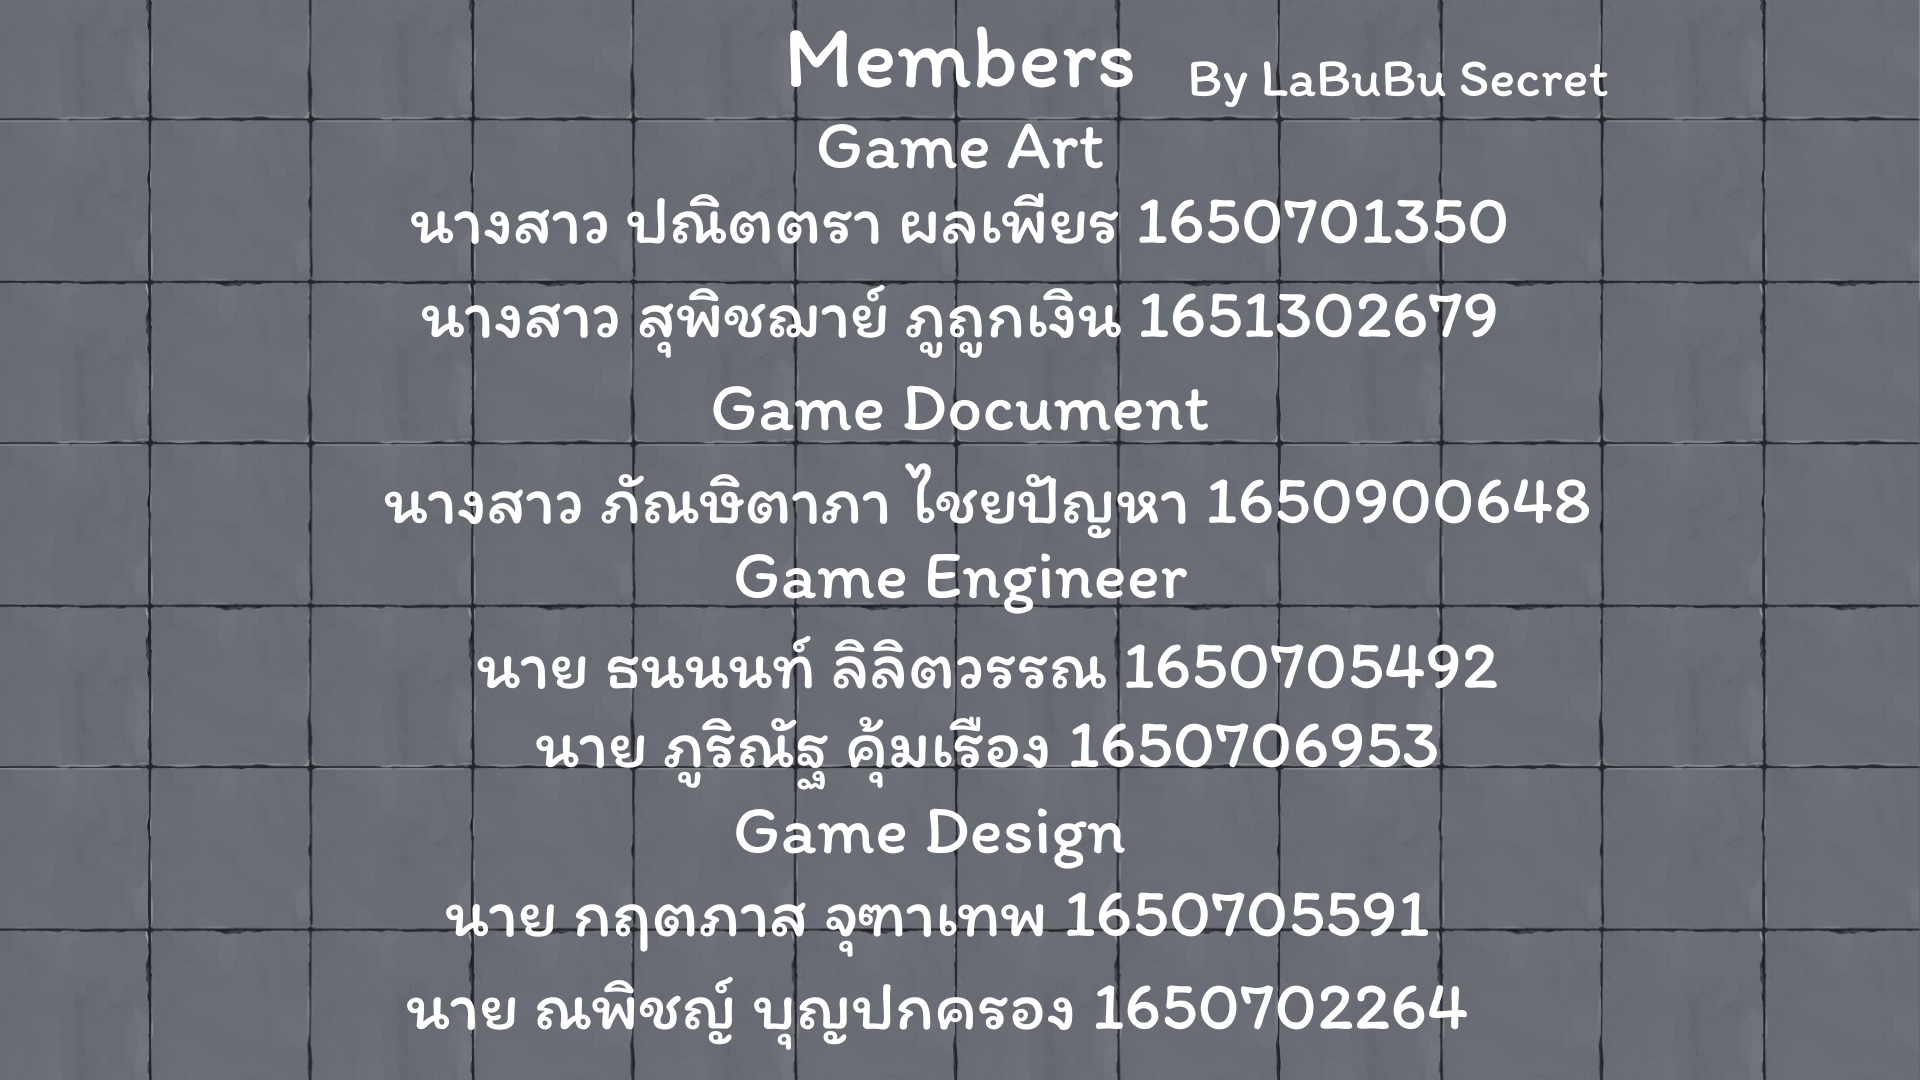 Members By LaBuBu Secret
Game Art
นางสาว ปณิตตรา ผลเพียร 1650701350
นางสาว สุพิชฌาย์ ภูถูกเงิน 1651302679
Game Document
นางสาว ภัณษิตาภา ไชยปัญหา 1650900648
Game Engineer
นาย ธนนนท์ ลิลิตวรรณ 1650705492
นาย ภูริณัฐ คุ้มเรือง 1650706953
Game Design
นาย กฤตภาส จุฑาเทพ 1650705591
นาย ณพิชญ์ บุญปกครอง 1650702264